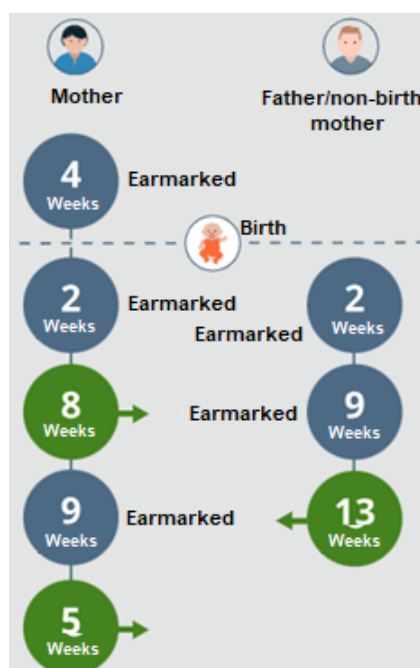 Mother
Father/non-birth
mother
4
Weeks
Earmarked
Birth
2
Weeks
Earmarked
2
Weeks
Earmarked
8
Weeks
9
Weeks
Earmarked
9
Weeks
Earmarked
13
Weeks
5
Weeks